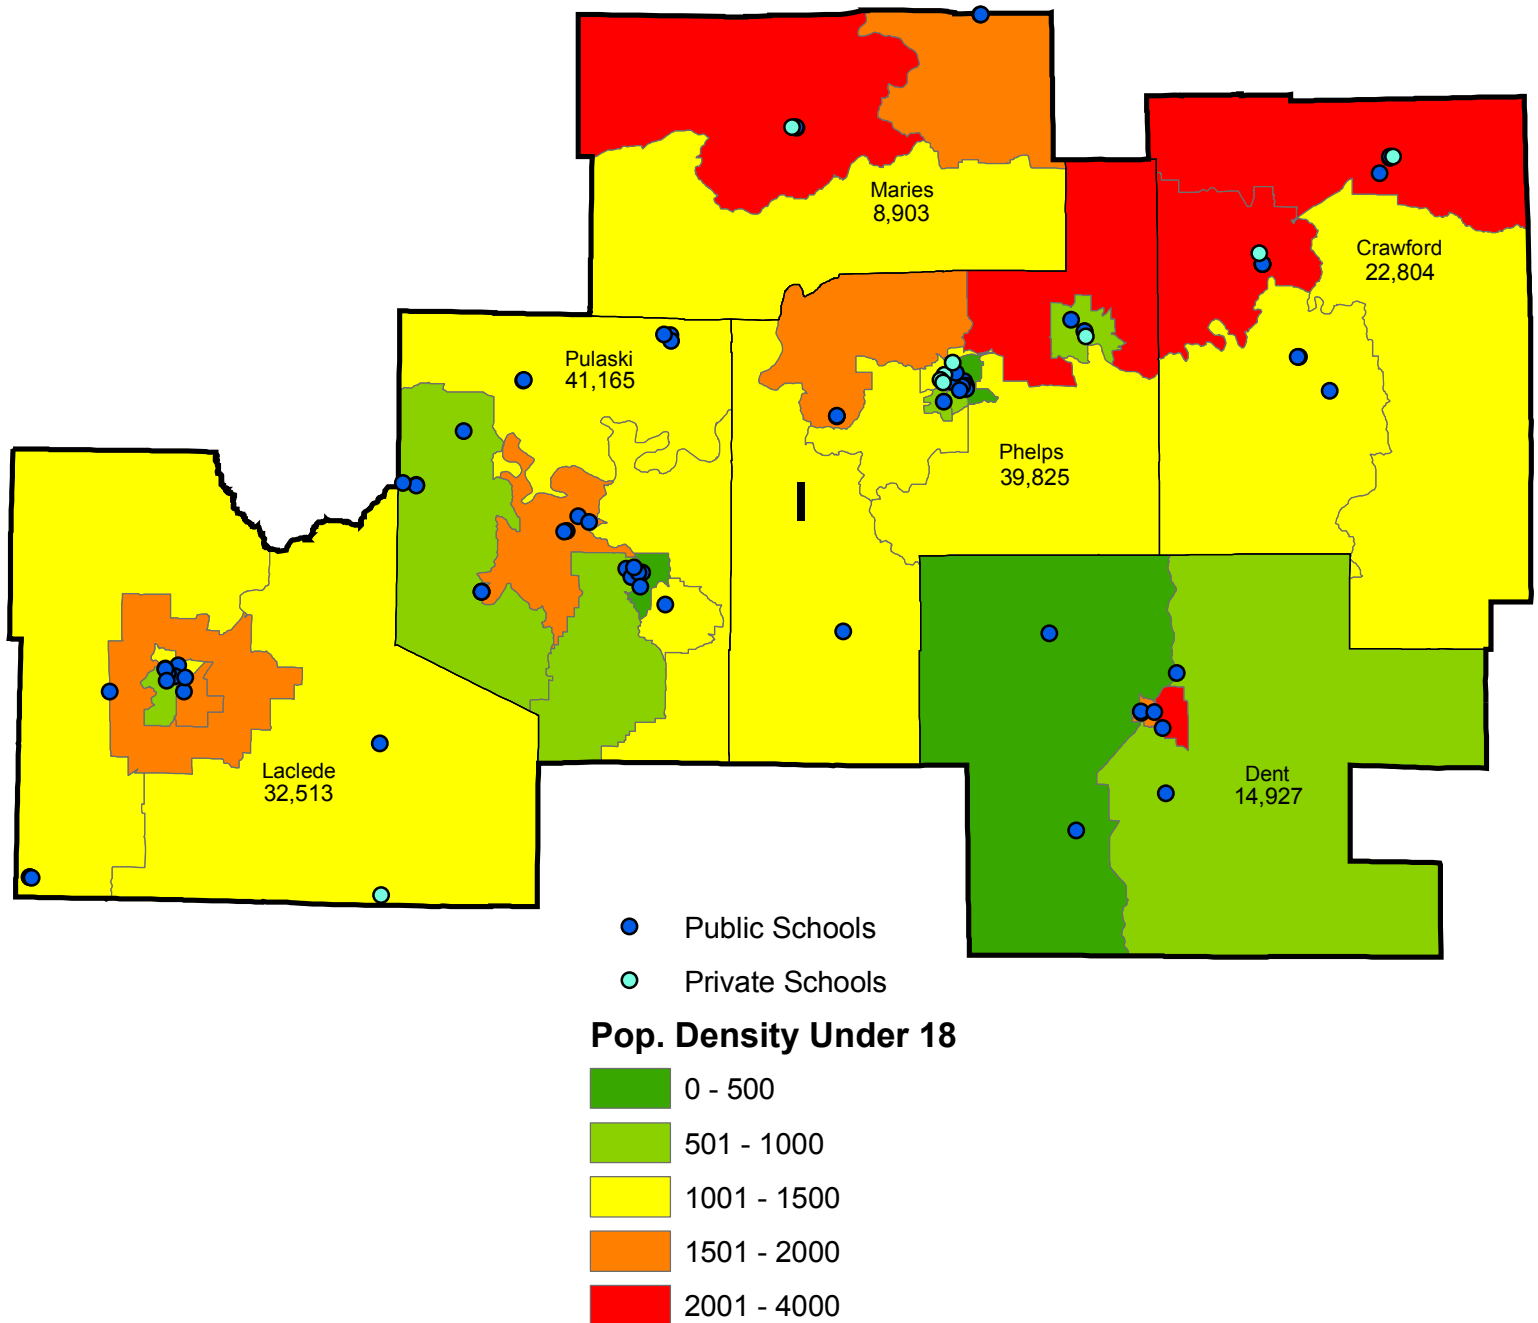 Maries
8,903
Crawford
22,804
Pulaski
41,165
Phelps
39,825
Laclede
32,513
Dent
14,927
Public Schools
Private Schools
Pop. Density Under 18
0 - 500
501 - 1000
1001 - 1500
1501 - 2000
2001 - 4000